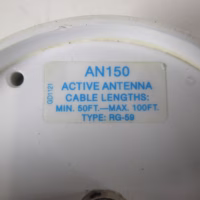 AN150
ACTIVE ANTENNA
CABLE LENGTHS:
MIN. 50FT.—MAX. 100FT.
TYPE: RG-59